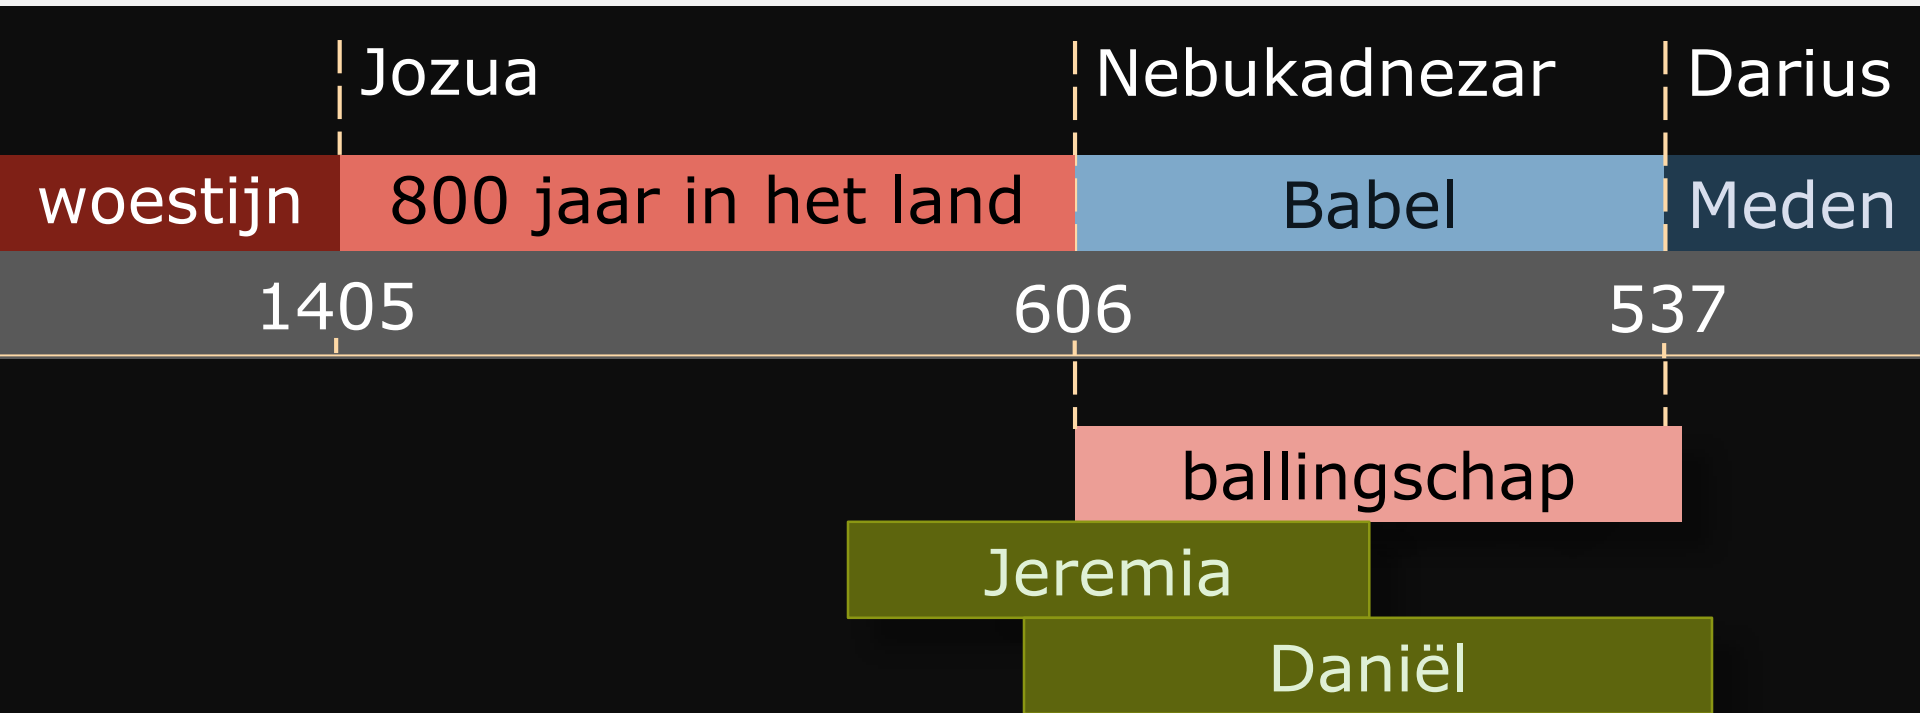 Jozua
Nebukadnezar
Darius
woestijn
800 jaar in het land
Babel
Meden
1405
606
537
ballingschap
Jeremia
Daniël